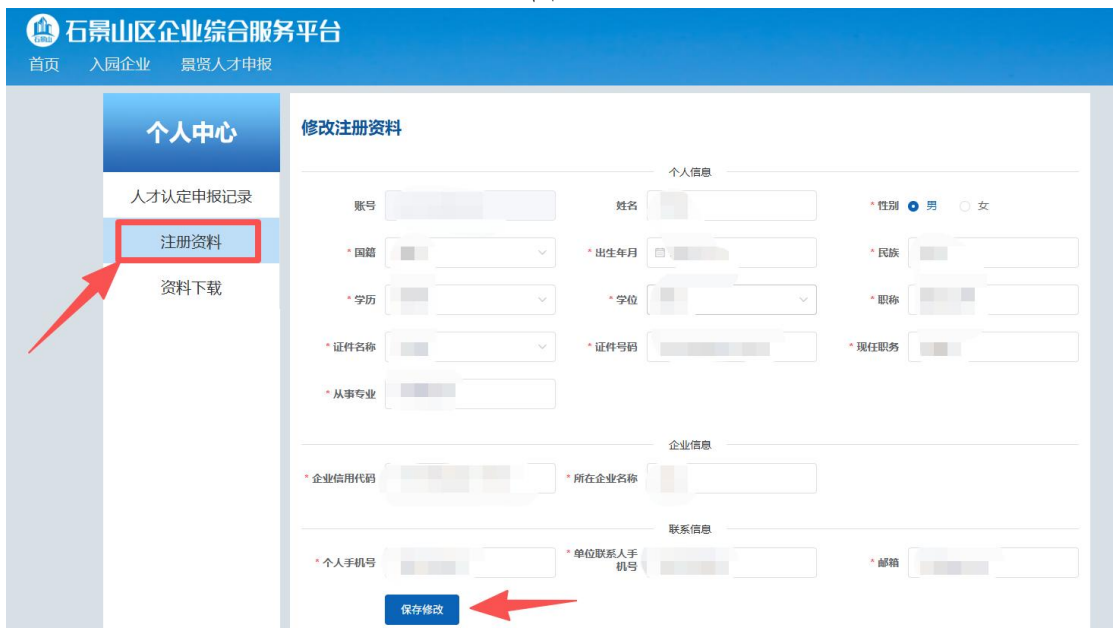 石景山区企业综合服务平台
首页 入园企业 景贤人才申报
个人中心
人才认定申报记录
注册资料
资料下载
修改注册资料
个人信息
账号 姓名 *性别 男 女
*国籍 *出生年月 *民族
*学历 *学位 *职称
*证件名称 *证件号码 *现任职务
*从事专业
企业信息
*企业信用代码 *所在企业名称
联系信息
*个人手机号 *单位联系人手
机号 *邮箱
保存修改